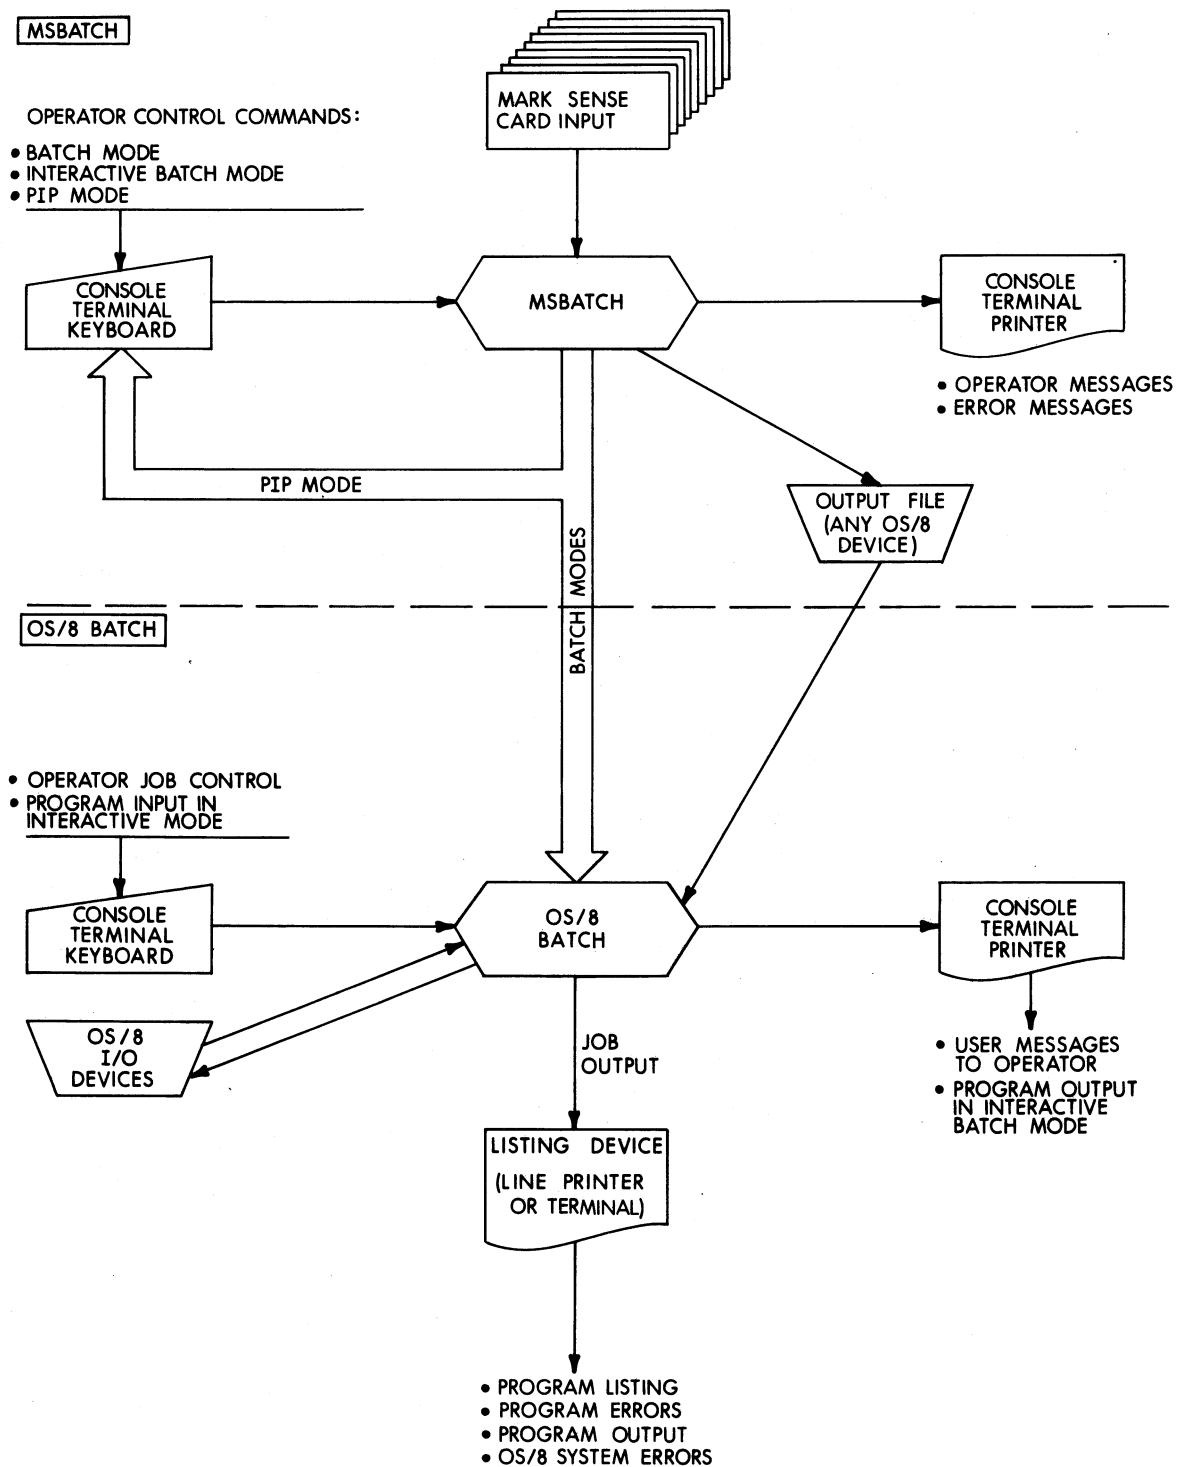 MSBATCH
MARK SENSE
CARD INPUT
OPERATOR CONTROL COMMANDS:
• BATCH MODE
• INTERACTIVE BATCH MODE
• PIP MODE
CONSOLE
TERMINAL
KEYBOARD
MSBATCH
CONSOLE
TERMINAL
PRINTER
• OPERATOR MESSAGES
• ERROR MESSAGES
PIP MODE
OUTPUT FILE
(ANY OS/8
DEVICE)
BATCH MODES
OS/8 BATCH
• OPERATOR JOB CONTROL
• PROGRAM INPUT IN
INTERACTIVE MODE
CONSOLE
TERMINAL
KEYBOARD
OS/8
BATCH
CONSOLE
TERMINAL
PRINTER
OS/8
I/O
DEVICES
JOB
OUTPUT
• USER MESSAGES
TO OPERATOR
• PROGRAM OUTPUT
IN INTERACTIVE
BATCH MODE
LISTING DEVICE
(LINE PRINTER
OR TERMINAL)
• PROGRAM LISTING
• PROGRAM ERRORS
• PROGRAM OUTPUT
• OS/8 SYSTEM ERRORS